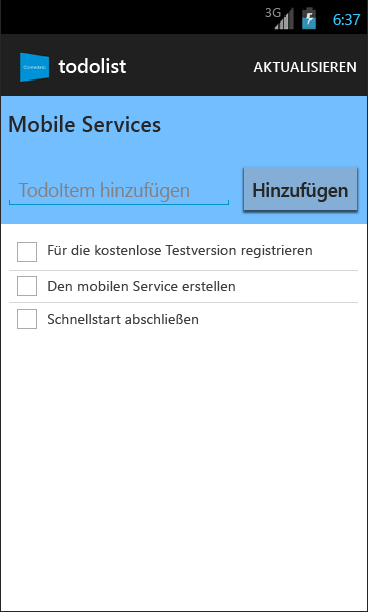 3G 6:37
todolist AKTUALISIEREN
Mobile Services
TodoItem hinzufügen Hinzufügen
Für die kostenlose Testversion registrieren
Den mobilen Service erstellen
Schnellstart abschließen